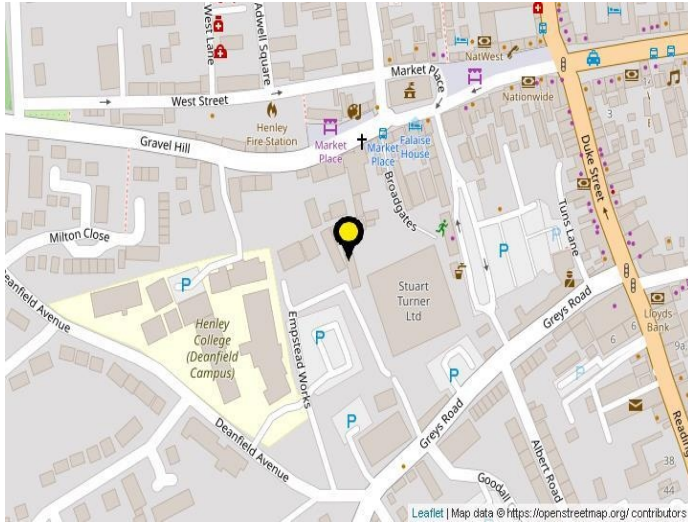 West Lane
Adwell Square
West Street
Henley
Fire Station
Gravel Hill
Market
Place
Market Place
NatWest
Nationwide
3
Market
Place
Falaise
House
Broadgates
Duke Street
Tuns Lane
Milton Close
Deanfield Avenue
P
Henley
College
(Deanfield
Campus)
Empstead Works
P
P
Stuart
Turner
Ltd
P
P
P
Greys Road
Lloyds
Bank
6
6
9a
P
Greys Road
Deanfield Avenue
Goodall
Albert Road
38
44
Reading
Leaflet | Map data © https://openstreetmap.org/ contributors